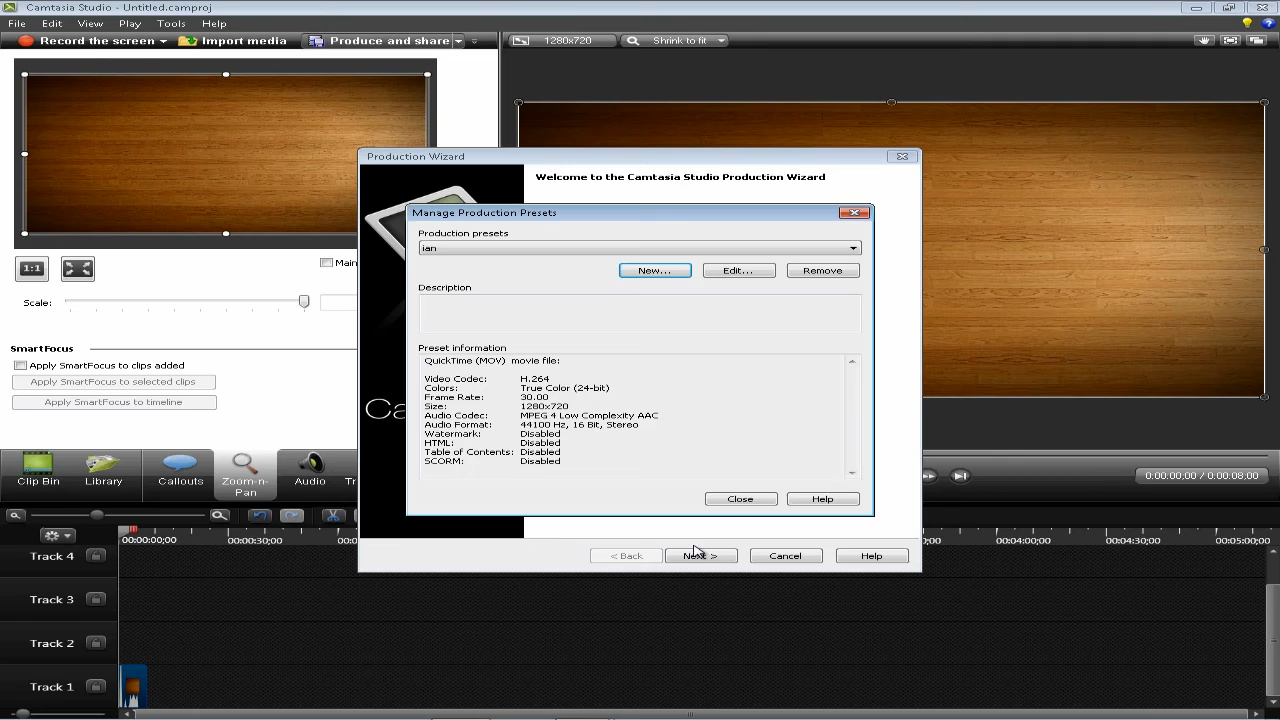 Camtasia Studio - Untitled.camproj
File Edit View Play Tools Help
Record the screen Import media Produce and share 1280x720 Shrink to fit
Production Wizard
Welcome to the Camtasia Studio Production Wizard
Manage Production Presets
Production presets
ian
New... Edit... Remove
Description
Preset information
QuickTime (MOV) movie file:
Video Codec: H.264
Colors: True Color (24-bit)
Frame Rate: 30.00
Size: 1280x720
Audio Codec: MPEG 4 Low Complexity AAC
Audio Format: 44100 Hz, 16 Bit, Stereo
Watermark: Disabled
HTML: Disabled
Table of Contents: Disabled
SCORM: Disabled
Close Help
< Back Next > Cancel Help
1:1
Main
Scale:
SmartFocus
Apply SmartFocus to clips added
Apply SmartFocus to selected clips
Apply SmartFocus to timeline
Ca
Clip Bin Library Callouts Zoom-n-Pan Audio Tr
0:00:00;00 / 0:00:08;00
00:00:00;00 00:00:30;00 00:0 00:04:00;00 00:04:30;00 00:05:00;00
Track 4
Track 3
Track 2
Track 1